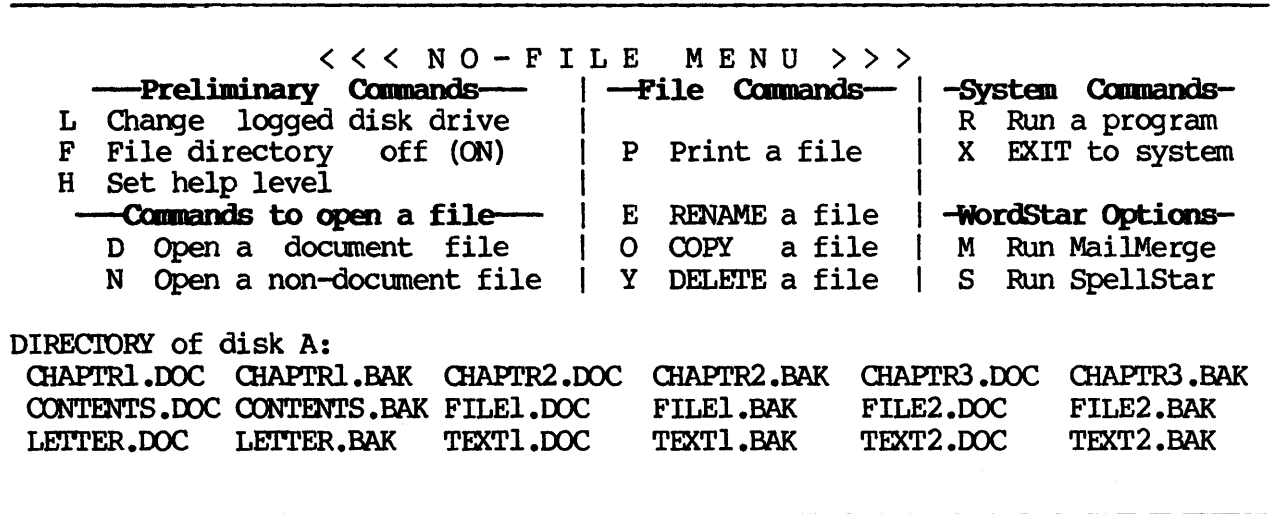 < < < N O - F I L E   M E N U > > >
——Preliminary Commands—— | —File Commands— | -System Commands-
L Change logged disk drive | | R Run a program
F File directory off (ON) | P Print a file | X EXIT to system
H Set help level | |
——Commands to open a file—— | E RENAME a file | -WordStar Options-
D Open a document file | O COPY a file | M Run MailMerge
N Open a non-document file | Y DELETE a file | S Run SpellStar
DIRECTORY of disk A:
CHAPTR1.DOC CHAPTR1.BAK CHAPTR2.DOC CHAPTR2.BAK CHAPTR3.DOC CHAPTR3.BAK
CONTENTS.DOC CONTENTS.BAK FILE1.DOC FILE1.BAK FILE2.DOC FILE2.BAK
LETTER.DOC LETTER.BAK TEXT1.DOC TEXT1.BAK TEXT2.DOC TEXT2.BAK